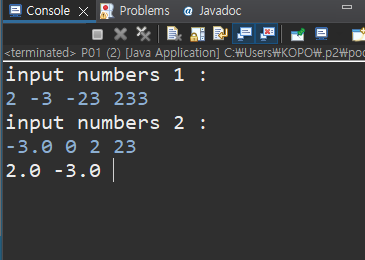 Console Problems Javadoc
<terminated> P01 (2) [Java Application] C:₩Users₩KOPO₩.p2₩poo
input numbers 1 :
2 -3 -23 233
input numbers 2 :
-3.0 0 2 23
2.0 -3.0